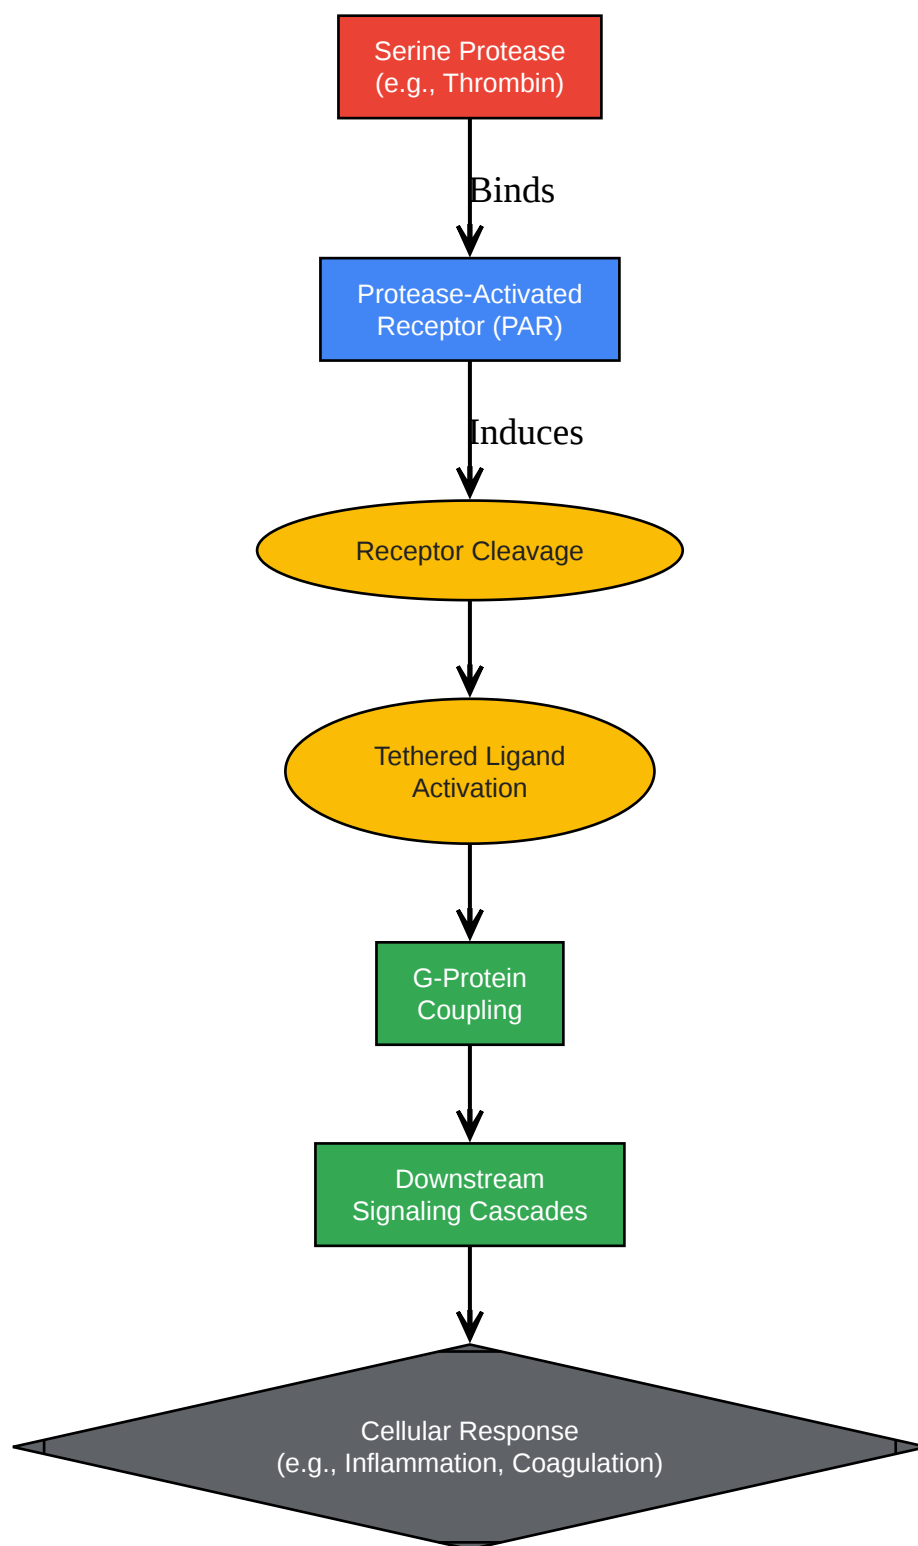 Serine Protease
(e.g., Thrombin)
Binds
Protease-Activated
Receptor (PAR)
Induces
Receptor Cleavage
Tethered Ligand
Activation
G-Protein
Coupling
Downstream
Signaling Cascades
Cellular Response
(e.g., Inflammation, Coagulation)